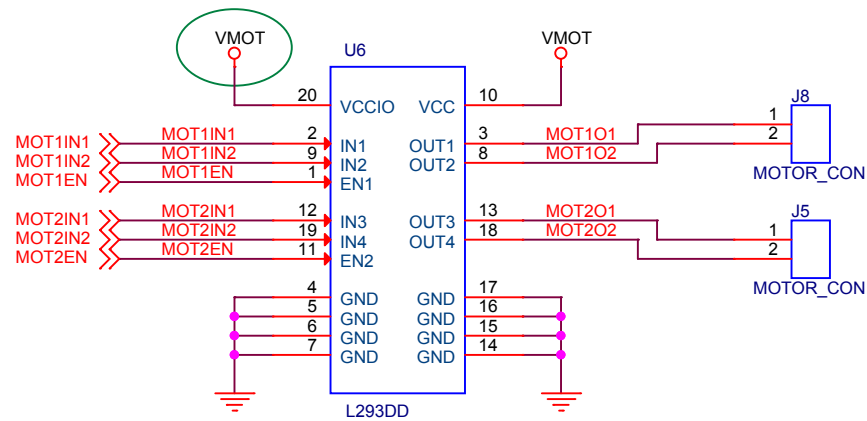 VMOT
VMOT
U6
20 VCCIO VCC 10
J8
MOT1IN1 MOT1IN1 2 IN1 OUT1 3 MOT1O1 1
MOT1IN2 MOT1IN2 9 IN2 OUT2 8 MOT1O2 2
MOT1EN MOT1EN 1 EN1
MOTOR_CON
MOT2IN1 MOT2IN1 12 IN3 OUT3 13 MOT2O1
J5
MOT2IN2 MOT2IN2 19 IN4 OUT4 18 MOT2O2 1
MOT2EN MOT2EN 11 EN2 2
MOTOR_CON
4 GND GND 17
5 GND GND 16
6 GND GND 15
7 GND GND 14
L293DD